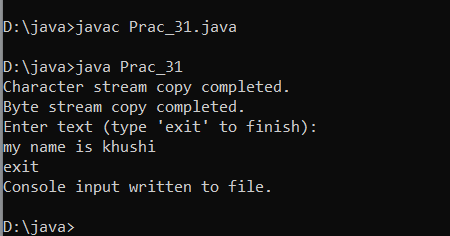 D:\java>javac Prac_31.java
D:\java>java Prac_31
Character stream copy completed.
Byte stream copy completed.
Enter text (type 'exit' to finish):
my name is khushi
exit
Console input written to file.
D:\java>